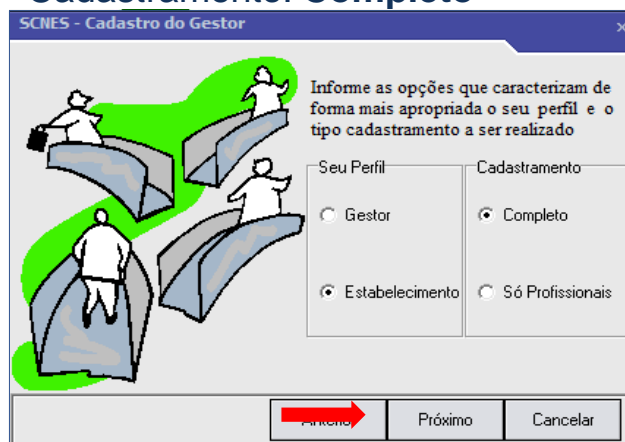 Cadastramento: Completo
SCNES - Cadastro do Gestor
Informe as opções que caracterizam de
forma mais apropriada o seu perfil e o
tipo cadastramento a ser realizado
Seu Perfil
Cadastramento
Gestor
Completo
Estabelecimento
Só Profissionais
Próximo
Cancelar